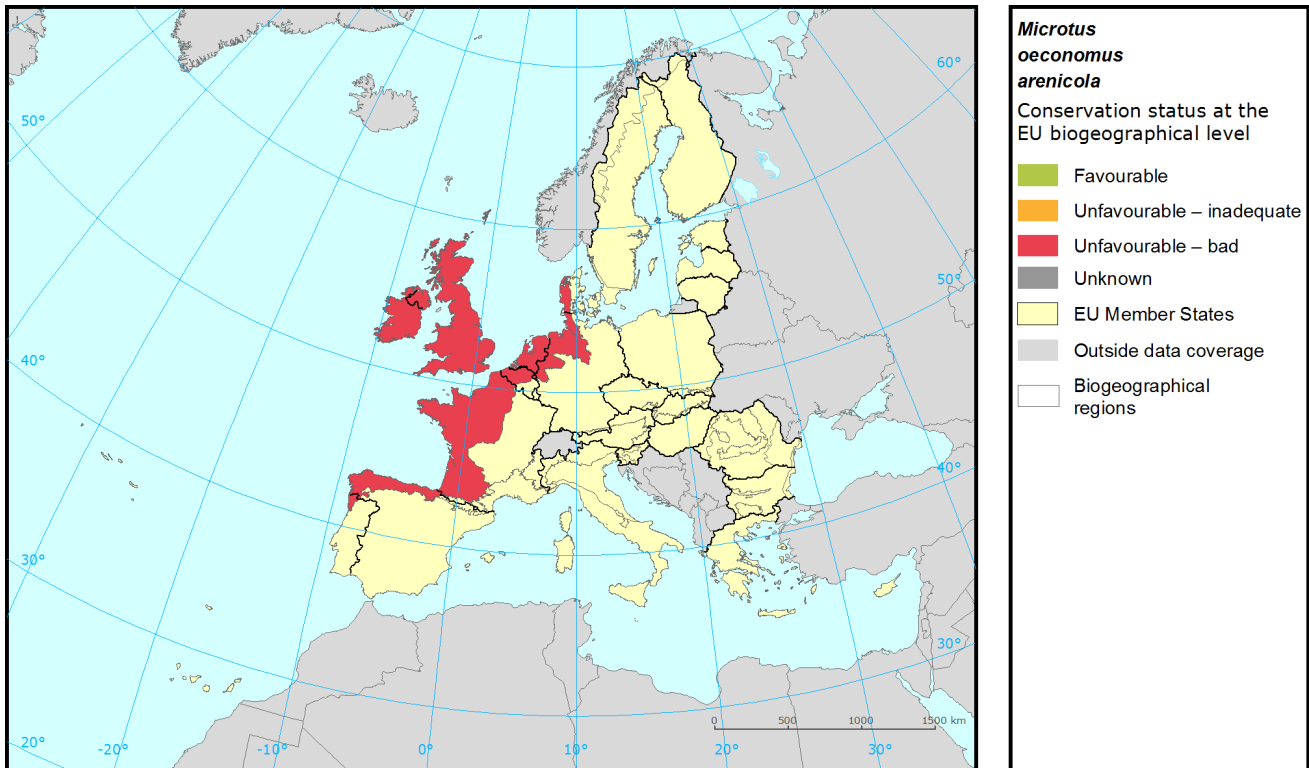 Microtus
oeconomus
arenicola
Conservation status at the
EU biogeographical level
Favourable
Unfavourable – inadequate
Unfavourable – bad
Unknown
EU Member States
Outside data coverage
Biogeographical
regions
60°
50°
50°
40°
40°
30°
30°
0 500 1000 1500 km
20° -20° -10° 0° 10° 20° 30°